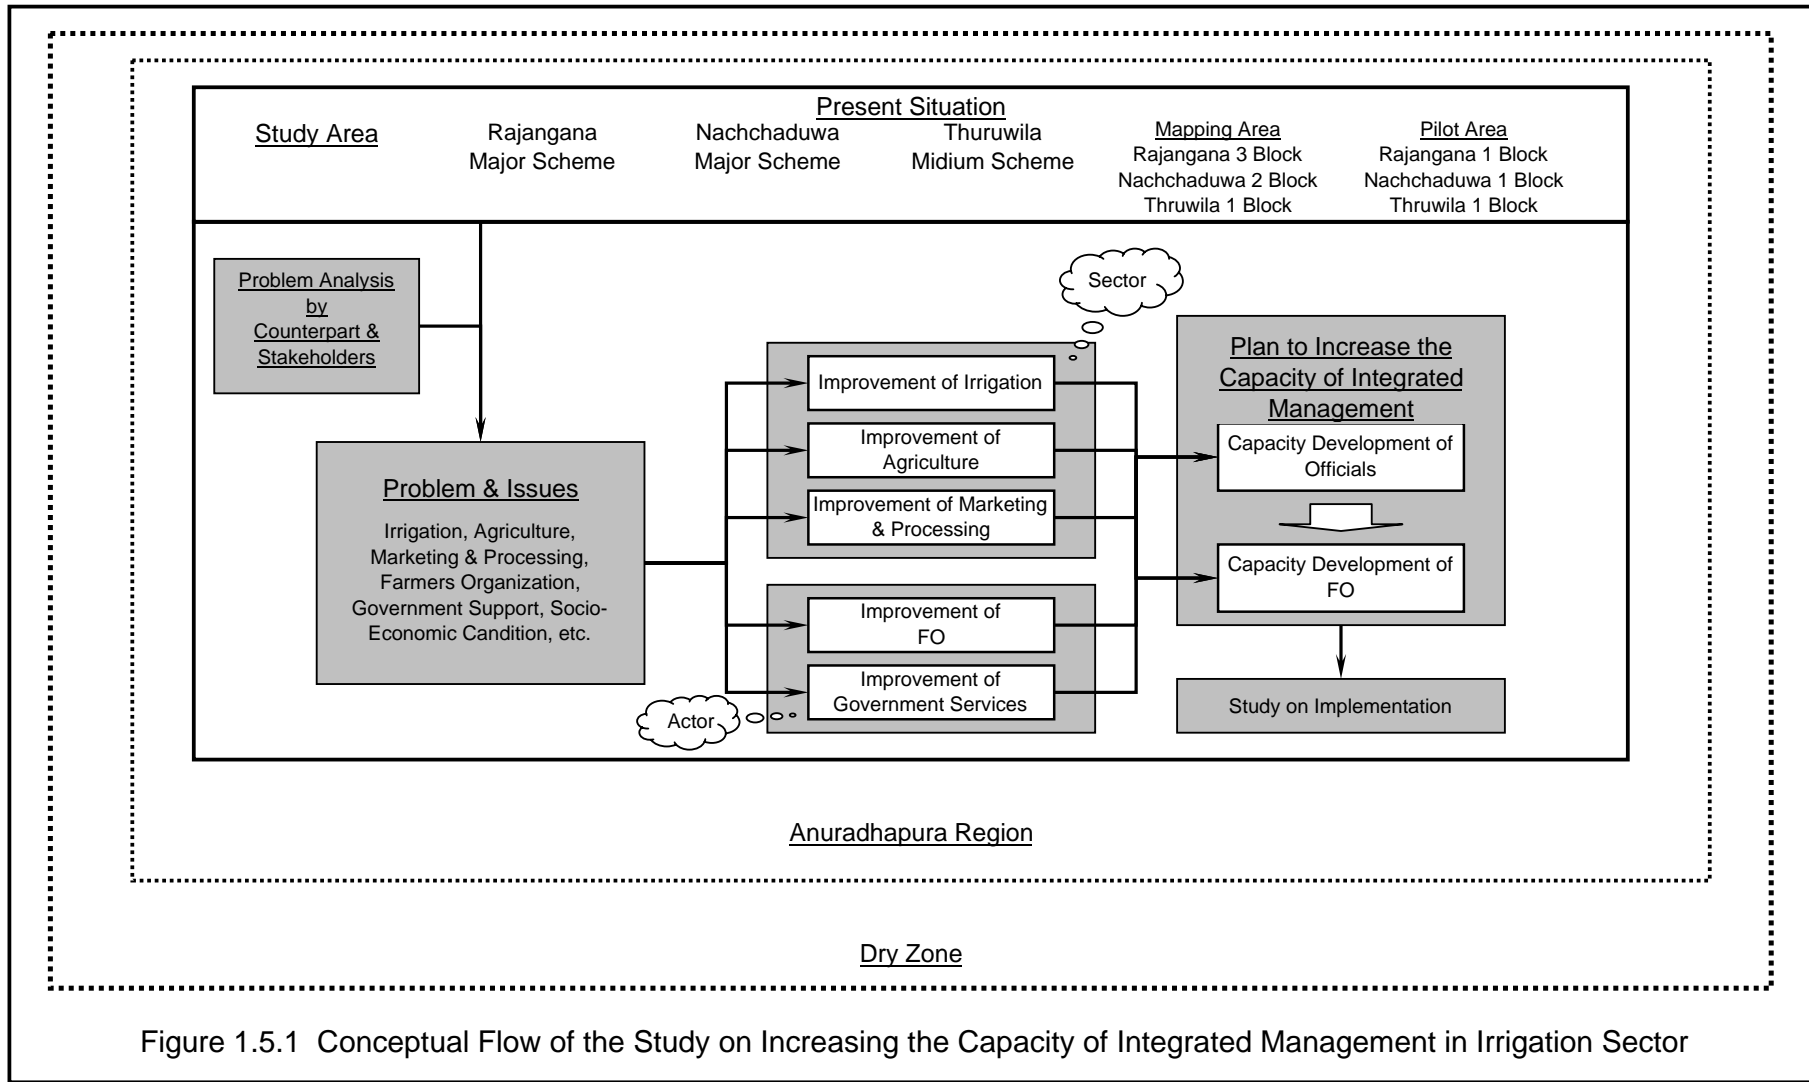 Present Situation
Study Area
Rajangana
Major Scheme
Nachchaduwa
Major Scheme
Thuruwila
Midium Scheme
Mapping Area
Rajangana 3 Block
Nachchaduwa 2 Block
Thruwila 1 Block
Pilot Area
Rajangana 1 Block
Nachchaduwa 1 Block
Thruwila 1 Block
Problem Analysis
by
Counterpart &
Stakeholders
Problem & Issues
Irrigation, Agriculture,
Marketing & Processing,
Farmers Organization,
Government Support, Socio-
Economic Candition, etc.
Sector
Improvement of Irrigation
Improvement of
Agriculture
Improvement of Marketing
& Processing
Improvement of
FO
Improvement of
Government Services
Actor
Plan to Increase the
Capacity of Integrated
Management
Capacity Development of
Officials
Capacity Development of
FO
Study on Implementation
Anuradhapura Region
Dry Zone
Figure 1.5.1 Conceptual Flow of the Study on Increasing the Capacity of Integrated Management in Irrigation Sector